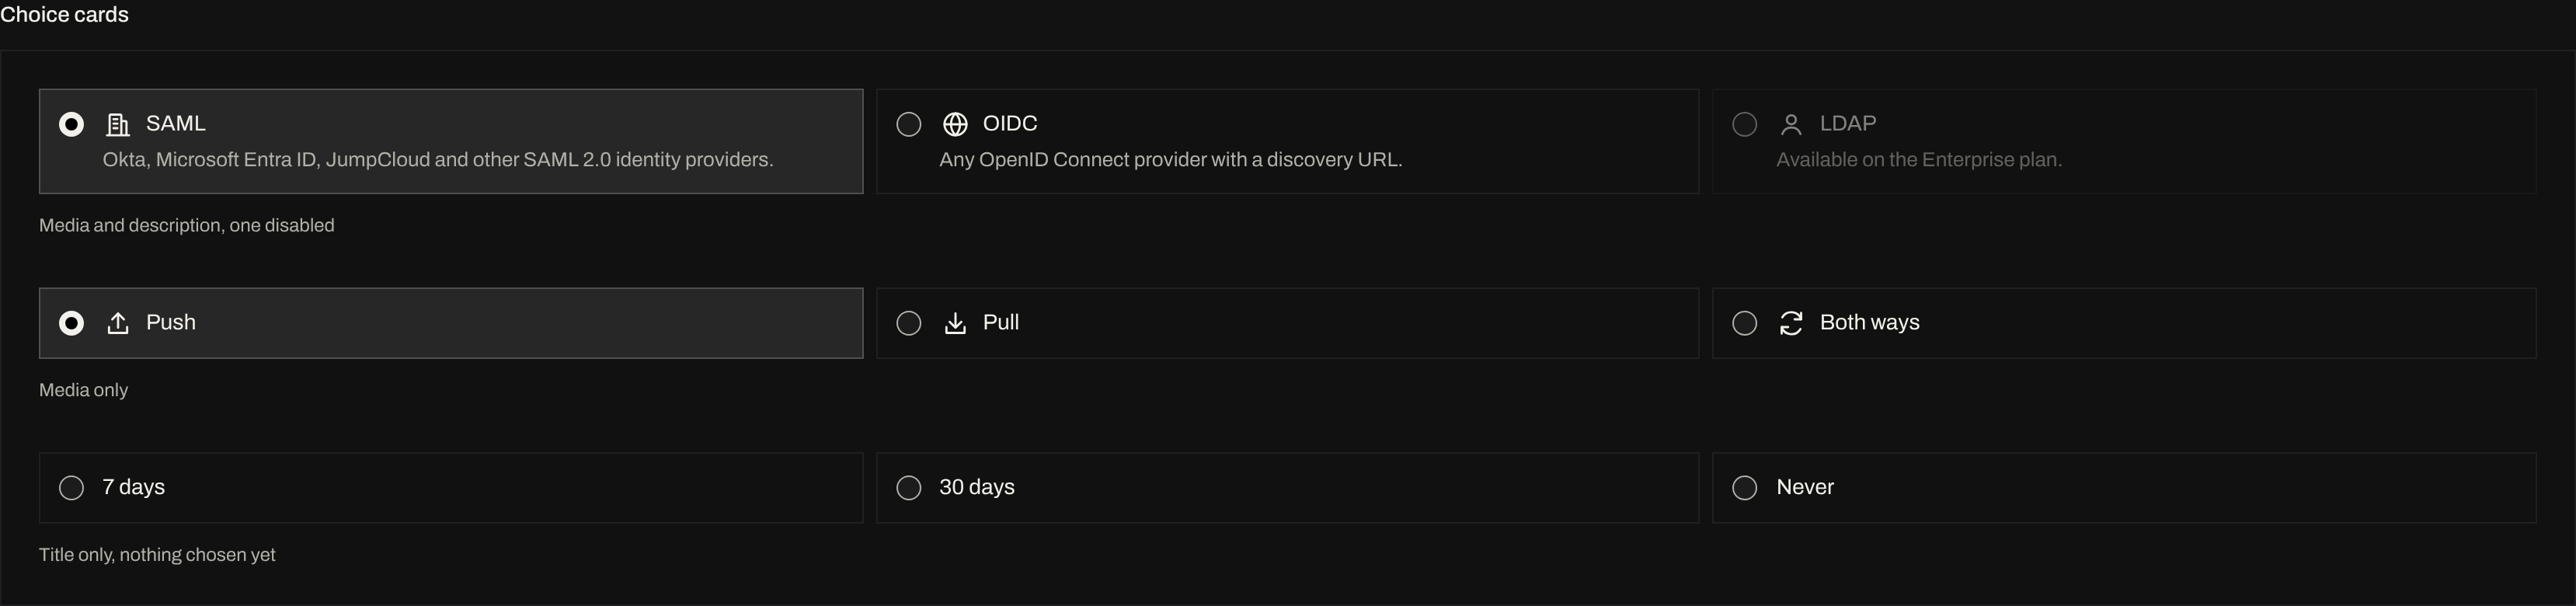 Choice cards
SAML
Okta, Microsoft Entra ID, JumpCloud and other SAML 2.0 identity providers.
OIDC
Any OpenID Connect provider with a discovery URL.
LDAP
Available on the Enterprise plan.
Media and description, one disabled
Push
Pull
Both ways
Media only
7 days
30 days
Never
Title only, nothing chosen yet